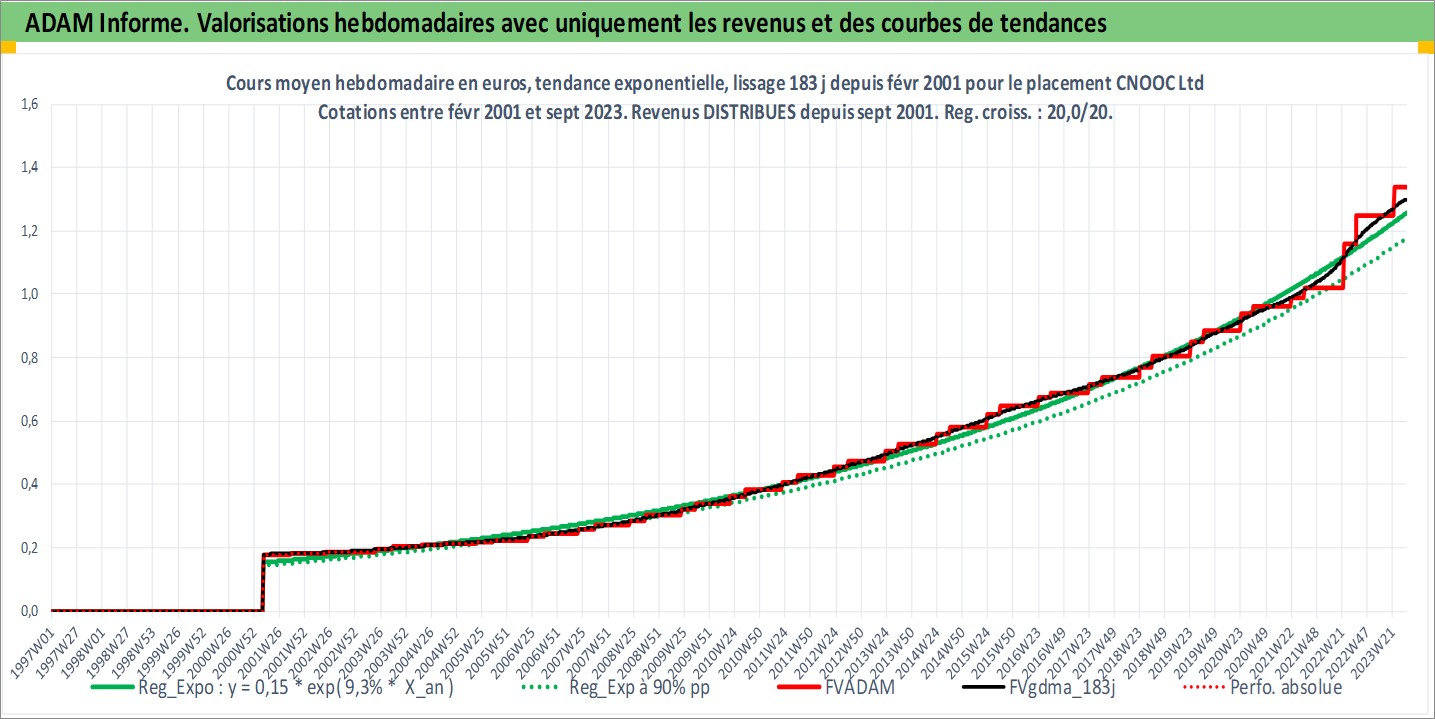 ADAM Informe. Valorisations hebdomadaires avec uniquement les revenus et des courbes de tendances
Cours moyen hebdomadaire en euros, tendance exponentielle, lissage 183 j depuis févr 2001 pour le placement CNOOC Ltd
Cotations entre févr 2001 et sept 2023. Revenus DISTRIBUES depuis sept 2001. Reg. croiss. : 20,0/20.
1,6
1,4
1,2
1,0
0,8
0,6
0,4
0,2
0,0
1997W01
1997W27
1998W01
1998W27
1998W53
1999W26
1999W52
2000W26
2000W52
2001W26
2001W52
2002W26
2002W52
2003W26
2003W52
2004W26
2004W52
2005W25
2005W51
2006W25
2006W51
2007W25
2007W51
2008W25
2008W51
2009W25
2009W51
2010W24
2010W50
2011W24
2011W50
2012W24
2012W50
2013W24
2013W50
2014W24
2014W50
2015W24
2015W50
2016W23
2016W49
2017W23
2017W49
2018W23
2018W49
2019W23
2019W49
2020W23
2020W49
2021W22
2021W48
2022W21
2022W47
2023W21
Reg_Expo : y = 0,15 * exp( 9,3% * X_an )
Reg_Exp à 90% pp
FVADAM
FVgdma_183j
Perfo. absolue